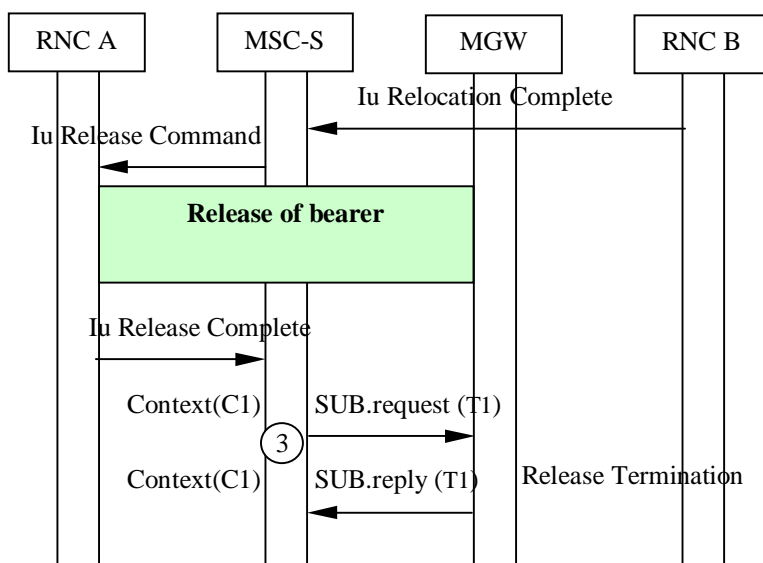 RNC A MSC-S MGW RNC B
Iu Relocation Complete
Iu Release Command
Release of bearer
Iu Release Complete
Context(C1) SUB.request (T1)
3
Context(C1) SUB.reply (T1) Release Termination